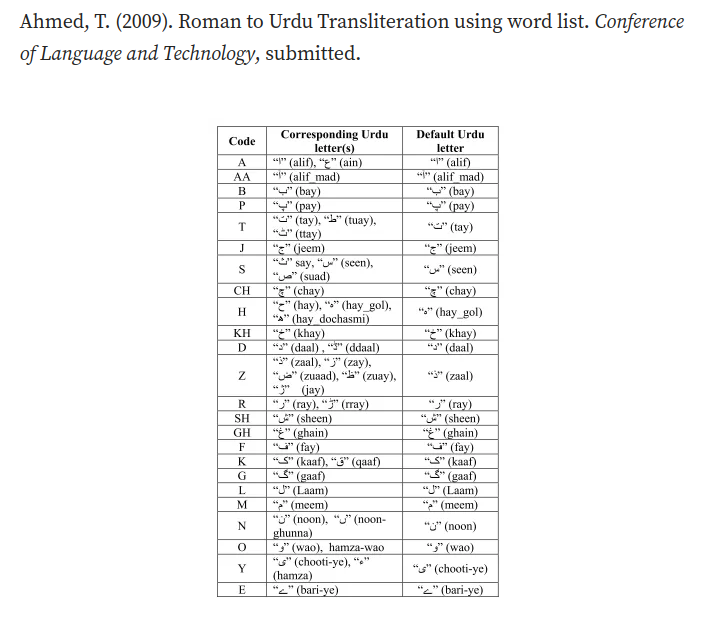 Ahmed, T. (2009). Roman to Urdu Transliteration using word list. Conference
of Language and Technology, submitted.
Code Corresponding Urdu letter(s) Default Urdu letter
A “ا” (alif), “ع” (ain) “ا” (alif)
AA “آ” (alif_mad) “آ” (alif_mad)
B “ب” (bay) “ب” (bay)
P “پ” (pay) “پ” (pay)
T “ت” (tay), “ط” (tuay), “ٹ” (ttay) “ت” (tay)
J “ج” (jeem) “ج” (jeem)
S “ث” say, “س” (seen), “ص” (suad) “س” (seen)
CH “چ” (chay) “چ” (chay)
H “ح” (hay), “ہ” (hay_gol), “ھ” (hay_dochasmi) “ہ” (hay_gol)
KH “خ” (khay) “خ” (khay)
D “د” (daal) , “ڈ” (ddaal) “د” (daal)
Z “ذ” (zaal), “ز” (zay), “ض” (zuaad), “ظ” (zuay), “ژ” (jay) “ذ” (zaal)
R “ر” (ray), “ڑ” (rray) “ر” (ray)
SH “ش” (sheen) “ش” (sheen)
GH “غ” (ghain) “غ” (ghain)
F “ف” (fay) “ف” (fay)
K “ک” (kaaf), “ق” (qaaf) “ک” (kaaf)
G “گ” (gaaf) “گ” (gaaf)
L “ل” (Laam) “ل” (Laam)
M “م” (meem) “م” (meem)
N “ن” (noon), “ں” (noon-ghunna) “ن” (noon)
O “و” (wao), hamza-wao “و” (wao)
Y “ی” (chooti-ye), “ء” (hamza) “ی” (chooti-ye)
E “ے” (bari-ye) “ے” (bari-ye)